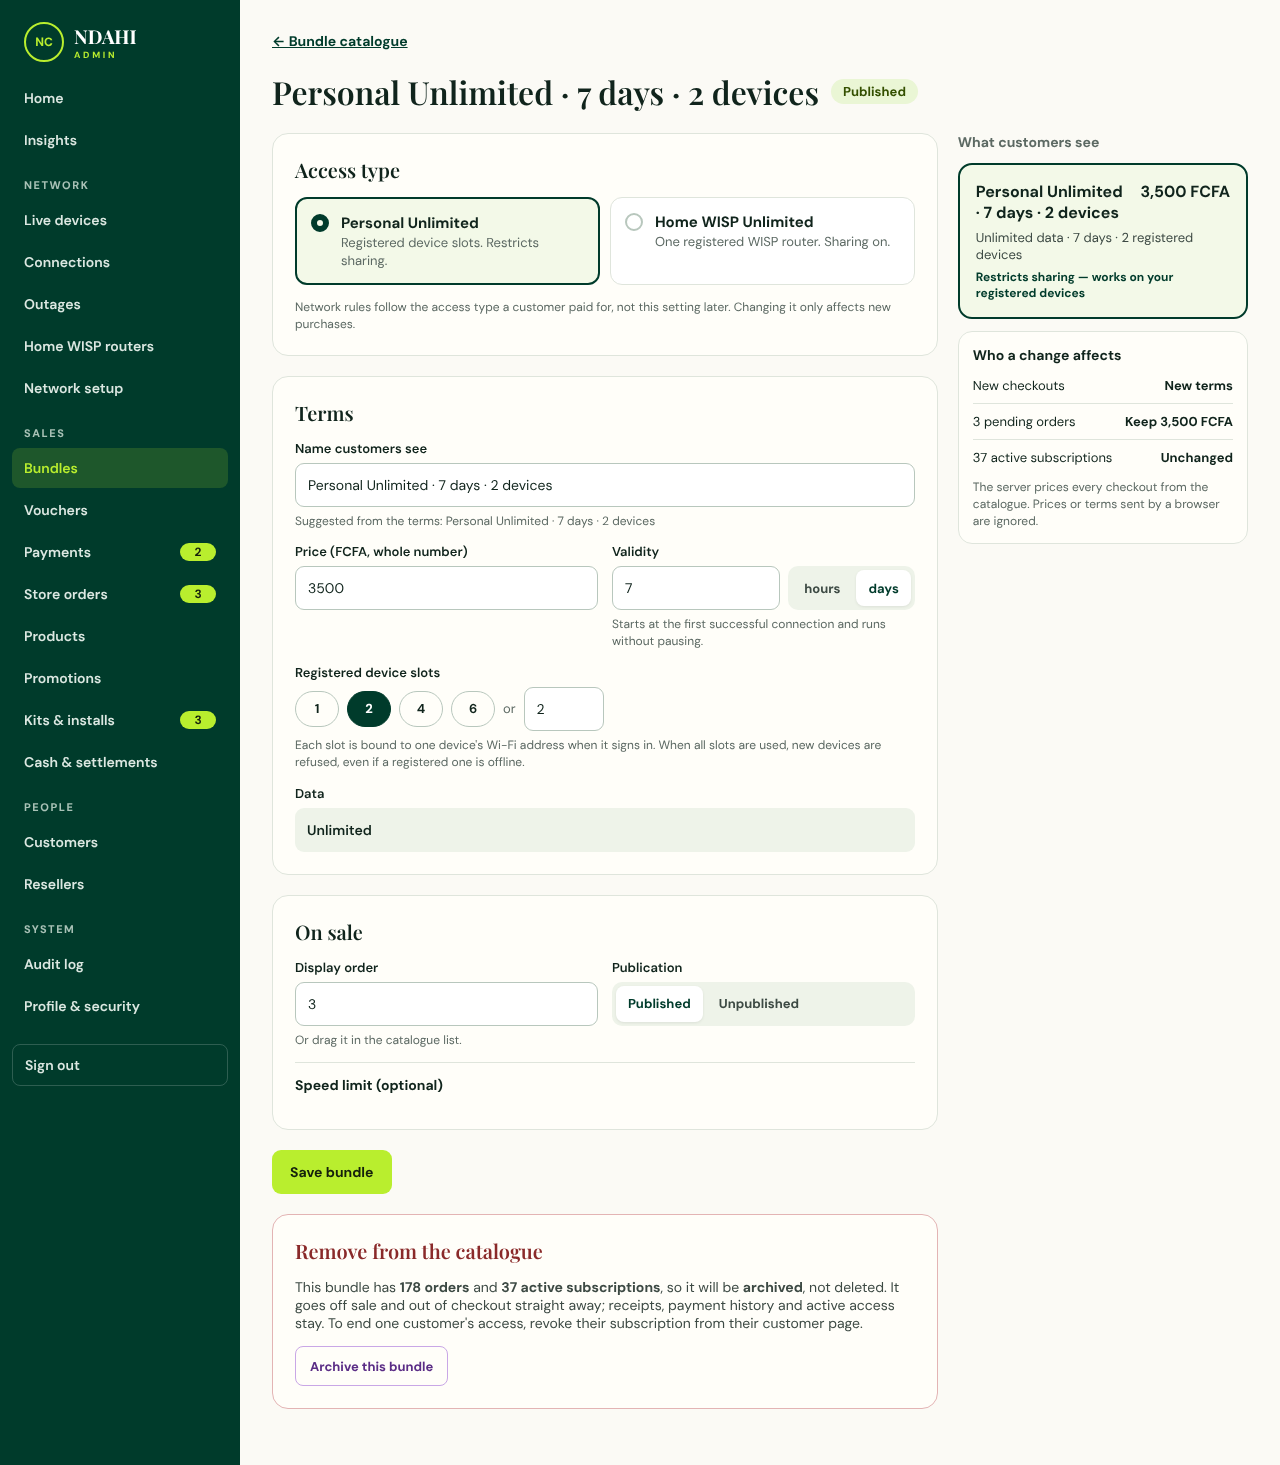 NC
NDAHI
ADMIN
Home
Insights
NETWORK
Live devices
Connections
Outages
Home WISP routers
Network setup
SALES
Bundles
Vouchers
Payments 2
Store orders 3
Products
Promotions
Kits & installs 3
Cash & settlements
PEOPLE
Customers
Resellers
SYSTEM
Audit log
Profile & security
Sign out
← Bundle catalogue
Personal Unlimited · 7 days · 2 devices Published
Access type
Personal Unlimited
Registered device slots. Restricts
sharing.
Home WISP Unlimited
One registered WISP router. Sharing on.
Network rules follow the access type a customer paid for, not this setting later. Changing it only affects new
purchases.
Terms
Name customers see
Personal Unlimited · 7 days · 2 devices
Suggested from the terms: Personal Unlimited · 7 days · 2 devices
Price (FCFA, whole number)
3500
Validity
7 hours days
Starts at the first successful connection and runs
without pausing.
Registered device slots
1 2 4 6 or 2
Each slot is bound to one device's Wi-Fi address when it signs in. When all slots are used, new devices are
refused, even if a registered one is offline.
Data
Unlimited
On sale
Display order
3
Or drag it in the catalogue list.
Publication
Published Unpublished
Speed limit (optional)
Save bundle
Remove from the catalogue
This bundle has 178 orders and 37 active subscriptions, so it will be archived, not deleted. It
goes off sale and out of checkout straight away; receipts, payment history and active access
stay. To end one customer's access, revoke their subscription from their customer page.
Archive this bundle
What customers see
Personal Unlimited 3,500 FCFA
· 7 days · 2 devices
Unlimited data · 7 days · 2 registered
devices
Restricts sharing — works on your
registered devices
Who a change affects
New checkouts New terms
3 pending orders Keep 3,500 FCFA
37 active subscriptions Unchanged
The server prices every checkout from the
catalogue. Prices or terms sent by a browser
are ignored.